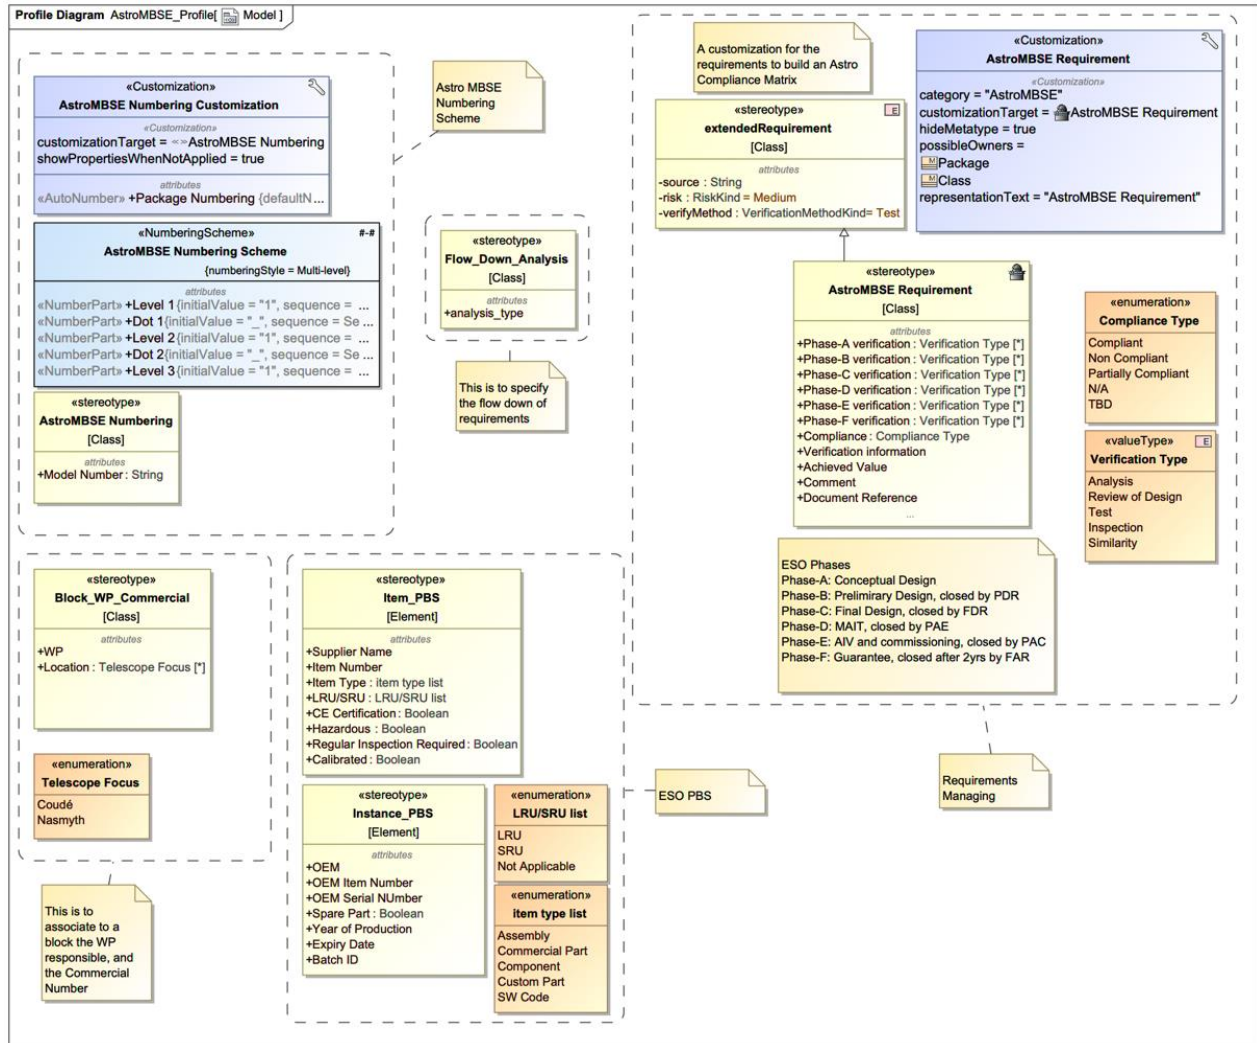 Profile Diagram AstroMBSE_Profile[ Model ]
«Customization»
AstroMBSE Numbering Customization
«Customization»
customizationTarget = «»AstroMBSE Numbering
showPropertiesWhenNotApplied = true
attributes
«AutoNumber» +Package Numbering {defaultN ...
«NumberingScheme» #-#
AstroMBSE Numbering Scheme
{numberingStyle = Multi-level}
attributes
«NumberPart» +Level 1{initialValue = "1", sequence = ...
«NumberPart» +Dot 1{initialValue = "_", sequence = Se ...
«NumberPart» +Level 2{initialValue = "1", sequence = ...
«NumberPart» +Dot 2{initialValue = "_", sequence = Se ...
«NumberPart» +Level 3{initialValue = "1", sequence = ...
«stereotype»
AstroMBSE Numbering
[Class]
attributes
+Model Number : String
Astro MBSE
Numbering
Scheme
«stereotype»
Flow_Down_Analysis
[Class]
attributes
+analysis_type
This is to specify
the flow down of
requirements
A customization for the
requirements to build an Astro
Compliance Matrix
«stereotype» E
extendedRequirement
[Class]
attributes
-source : String
-risk : RiskKind = Medium
-verifyMethod : VerificationMethodKind= Test
«Customization»
AstroMBSE Requirement
«Customization»
category = "AstroMBSE"
customizationTarget = AstroMBSE Requirement
hideMetatype = true
possibleOwners =
M Package
M Class
representationText = "AstroMBSE Requirement"
«stereotype»
AstroMBSE Requirement
[Class]
attributes
+Phase-A verification : Verification Type [*]
+Phase-B verification : Verification Type [*]
+Phase-C verification : Verification Type [*]
+Phase-D verification : Verification Type [*]
+Phase-E verification : Verification Type [*]
+Phase-F verification : Verification Type [*]
+Compliance : Compliance Type
+Verification information
+Achieved Value
+Comment
+Document Reference
...
«enumeration»
Compliance Type
Compliant
Non Compliant
Partially Compliant
N/A
TBD
«valueType» E
Verification Type
Analysis
Review of Design
Test
Inspection
Similarity
ESO Phases
Phase-A: Conceptual Design
Phase-B: Prelimirary Design, closed by PDR
Phase-C: Final Design, closed by FDR
Phase-D: MAIT, closed by PAE
Phase-E: AIV and commissioning, closed by PAC
Phase-F: Guarantee, closed after 2yrs by FAR
Requirements
Managing
«stereotype»
Block_WP_Commercial
[Class]
attributes
+WP
+Location : Telescope Focus [*]
«enumeration»
Telescope Focus
Coudé
Nasmyth
This is to
associate to a
block the WP
responsible, and
the Commercial
Number
«stereotype»
Item_PBS
[Element]
attributes
+Supplier Name
+Item Number
+Item Type : item type list
+LRU/SRU : LRU/SRU list
+CE Certification : Boolean
+Hazardous : Boolean
+Regular Inspection Required : Boolean
+Calibrated : Boolean
«stereotype»
Instance_PBS
[Element]
attributes
+OEM
+OEM Item Number
+OEM Serial NUmber
+Spare Part : Boolean
+Year of Production
+Expiry Date
+Batch ID
«enumeration»
LRU/SRU list
LRU
SRU
Not Applicable
«enumeration»
item type list
Assembly
Commercial Part
Component
Custom Part
SW Code
ESO PBS